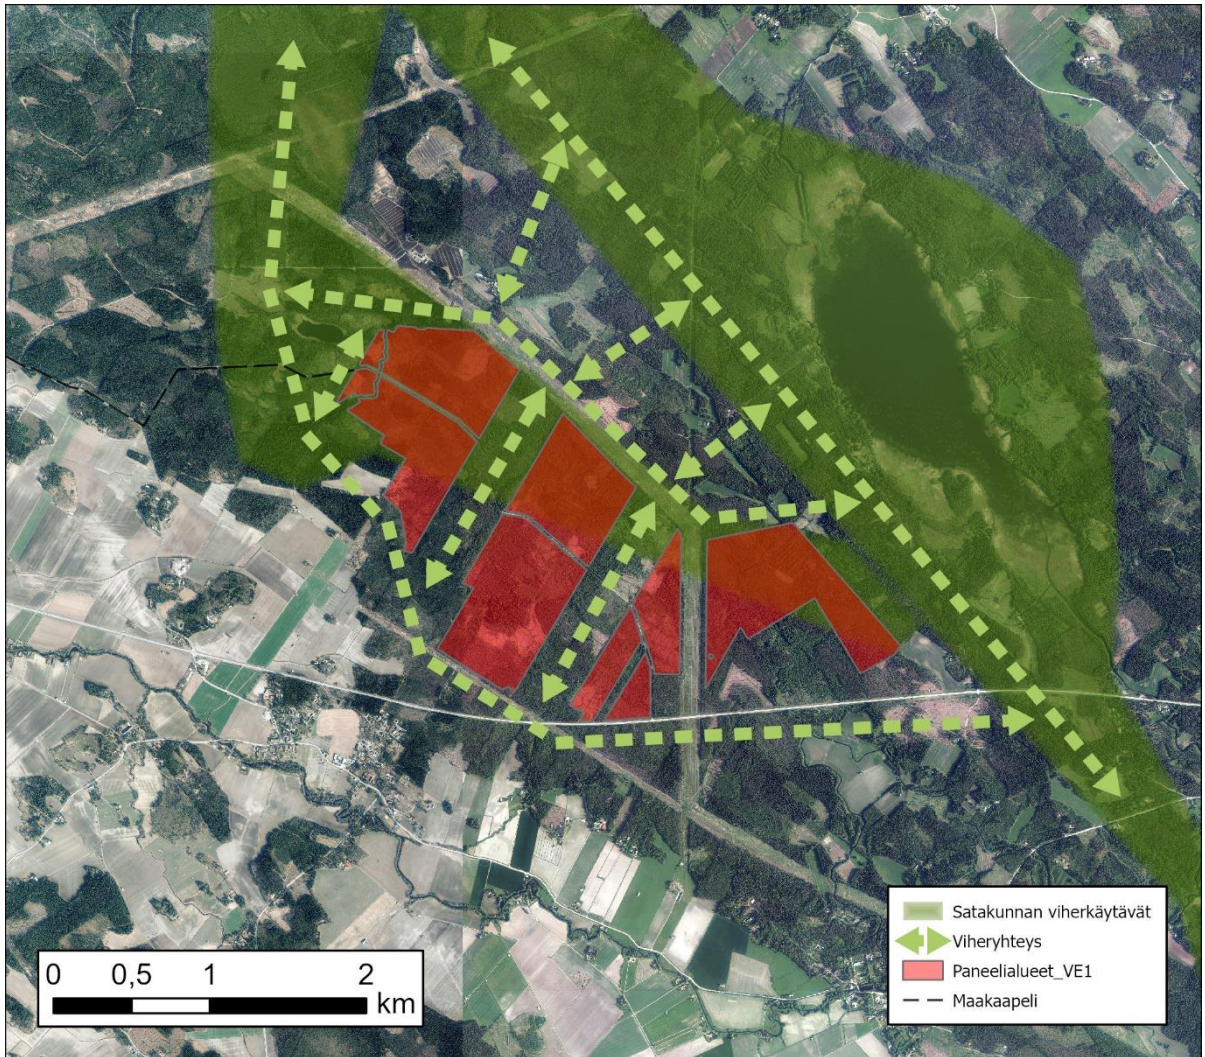 Satakunnan viherkäytävät
Viheryhteys
Paneelialueet_VE1
Maakaapeli
0 0,5 1 2
km